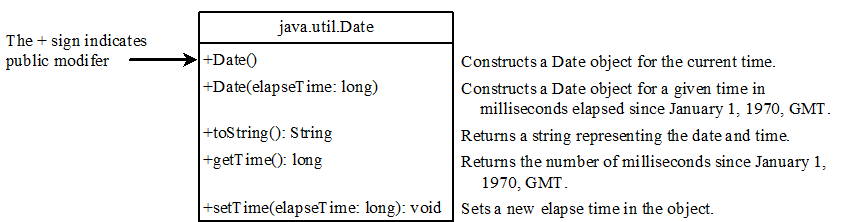 java.util.Date
The + sign indicates
public modifer
+Date()
Constructs a Date object for the current time.
+Date(elapseTime: long)
Constructs a Date object for a given time in
milliseconds elapsed since January 1, 1970, GMT.
+toString(): String
Returns a string representing the date and time.
+getTime(): long
Returns the number of milliseconds since January 1,
1970, GMT.
+setTime(elapseTime: long): void
Sets a new elapse time in the object.